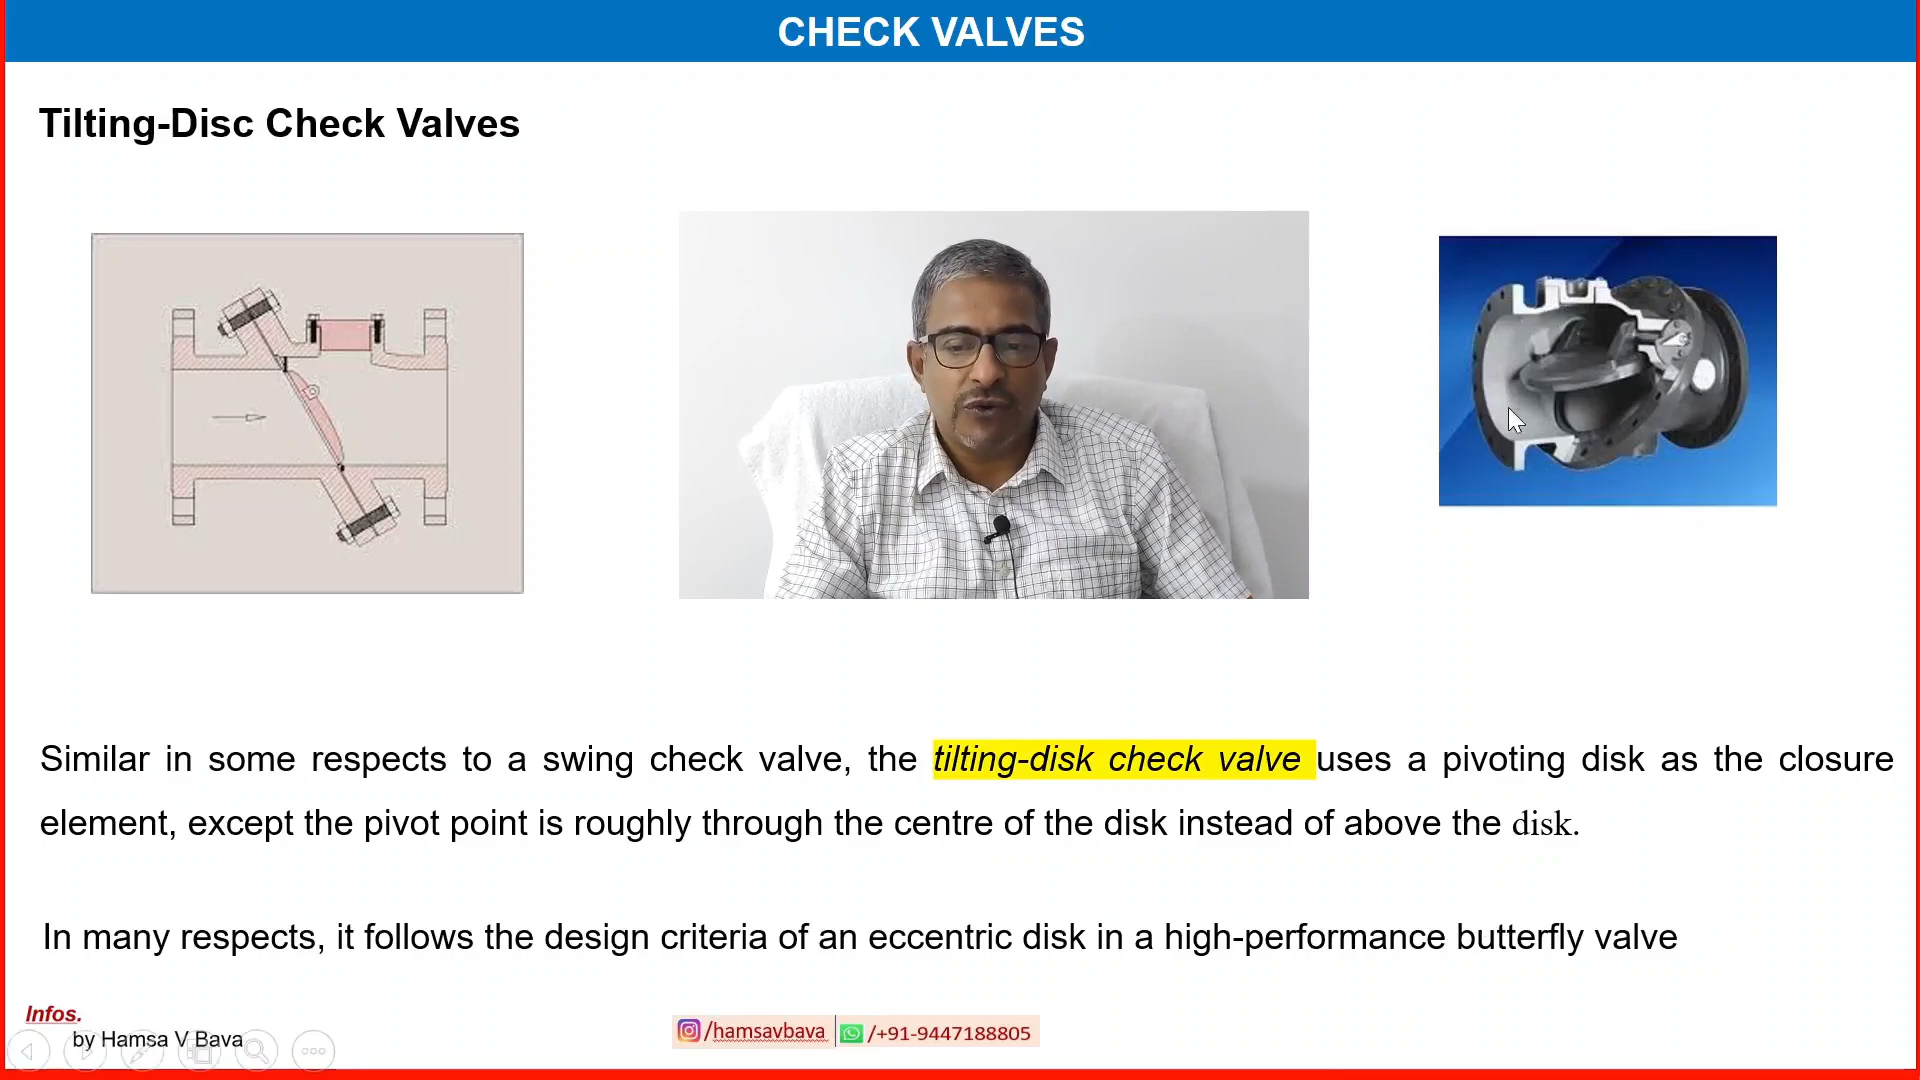 CHECK VALVES
Tilting-Disc Check Valves
Similar in some respects to a swing check valve, the tilting-disk check valve uses a pivoting disk as the closure
element, except the pivot point is roughly through the centre of the disk instead of above the disk.
In many respects, it follows the design criteria of an eccentric disk in a high-performance butterfly valve
Infos.
by Hamsa V Bava
/hamsavbava /+91-9447188805